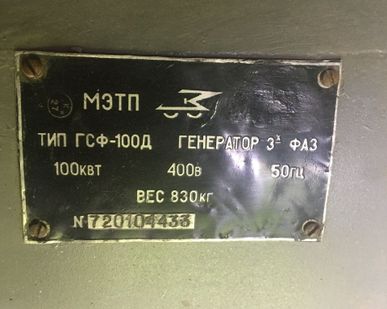 МЭТП
ТИП ГСФ-100Д ГЕНЕРАТОР 3х ФАЗ
100КВТ 400В 50ГЦ
ВЕС 830КГ
N 720104433